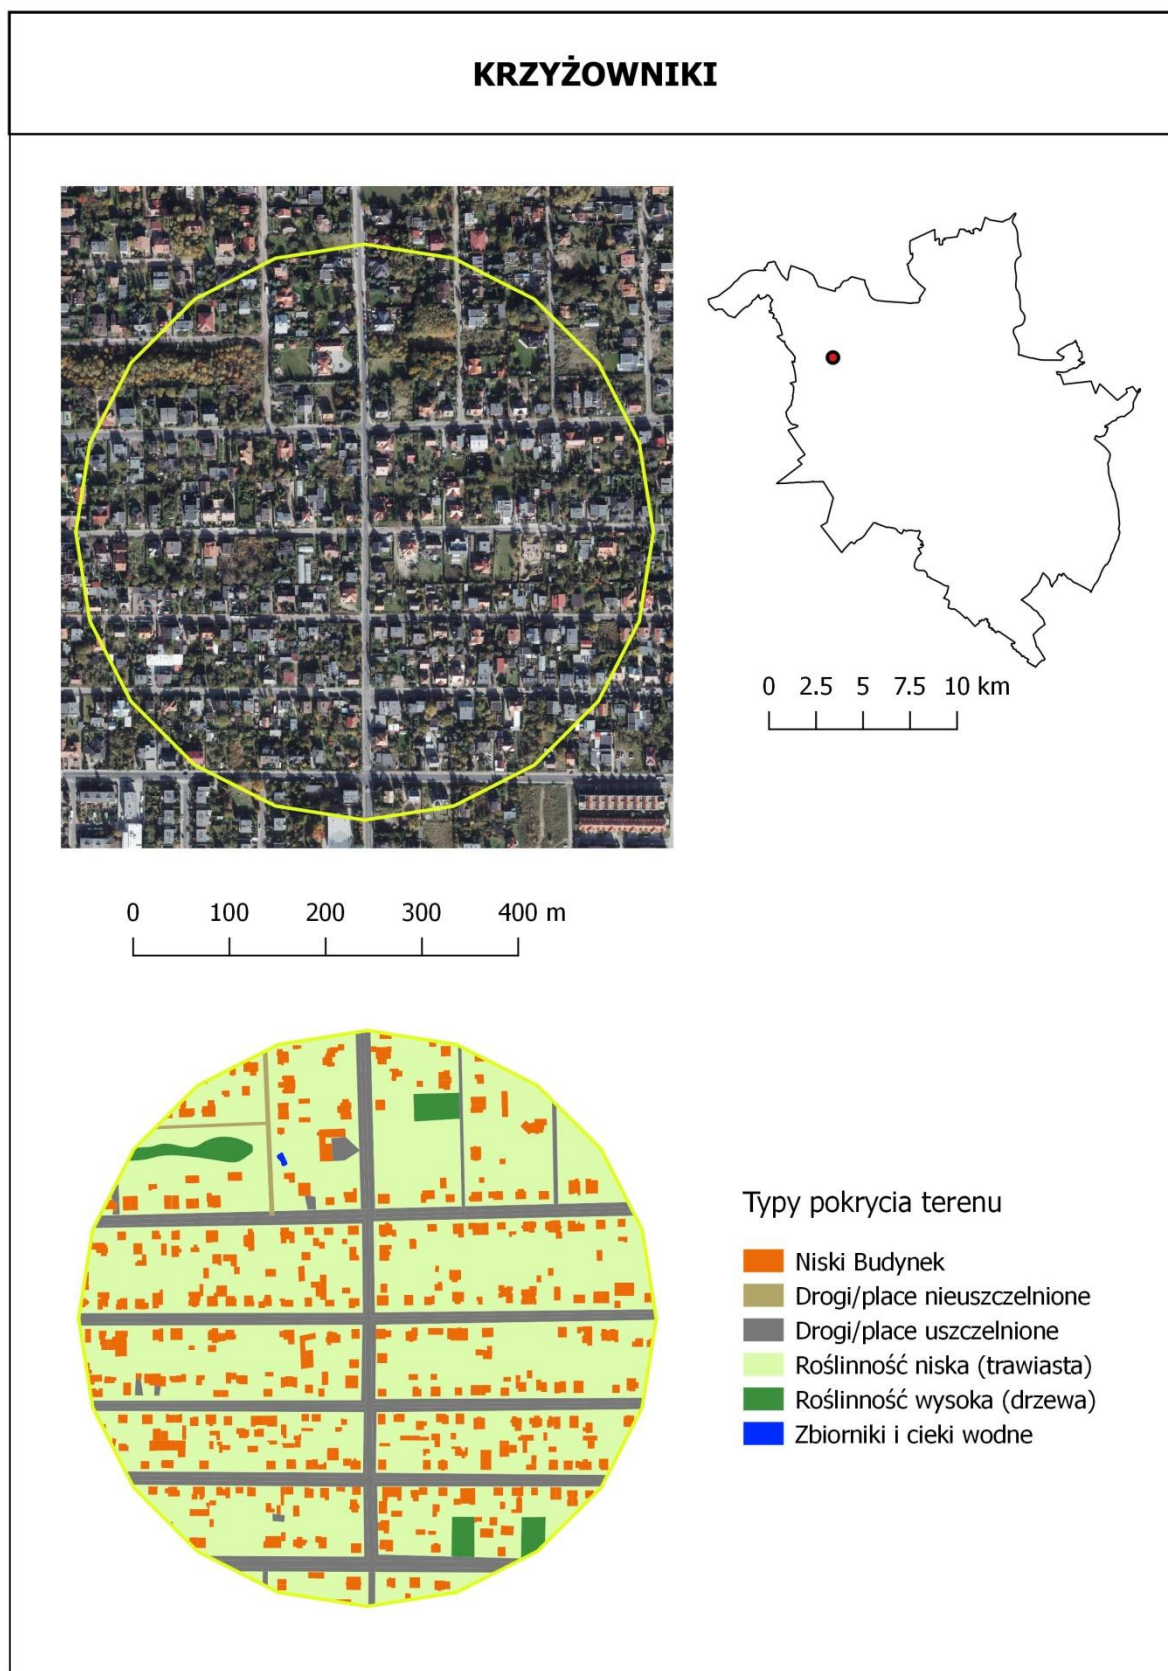 KRZYŻOWNIKI
0 2.5 5 7.5 10 km
0 100 200 300 400 m
Typy pokrycia terenu
Niski Budynek
Drogi/place nieuszczelnione
Drogi/place uszczelnione
Roślinność niska (trawiasta)
Roślinność wysoka (drzewa)
Zbiorniki i cieki wodne